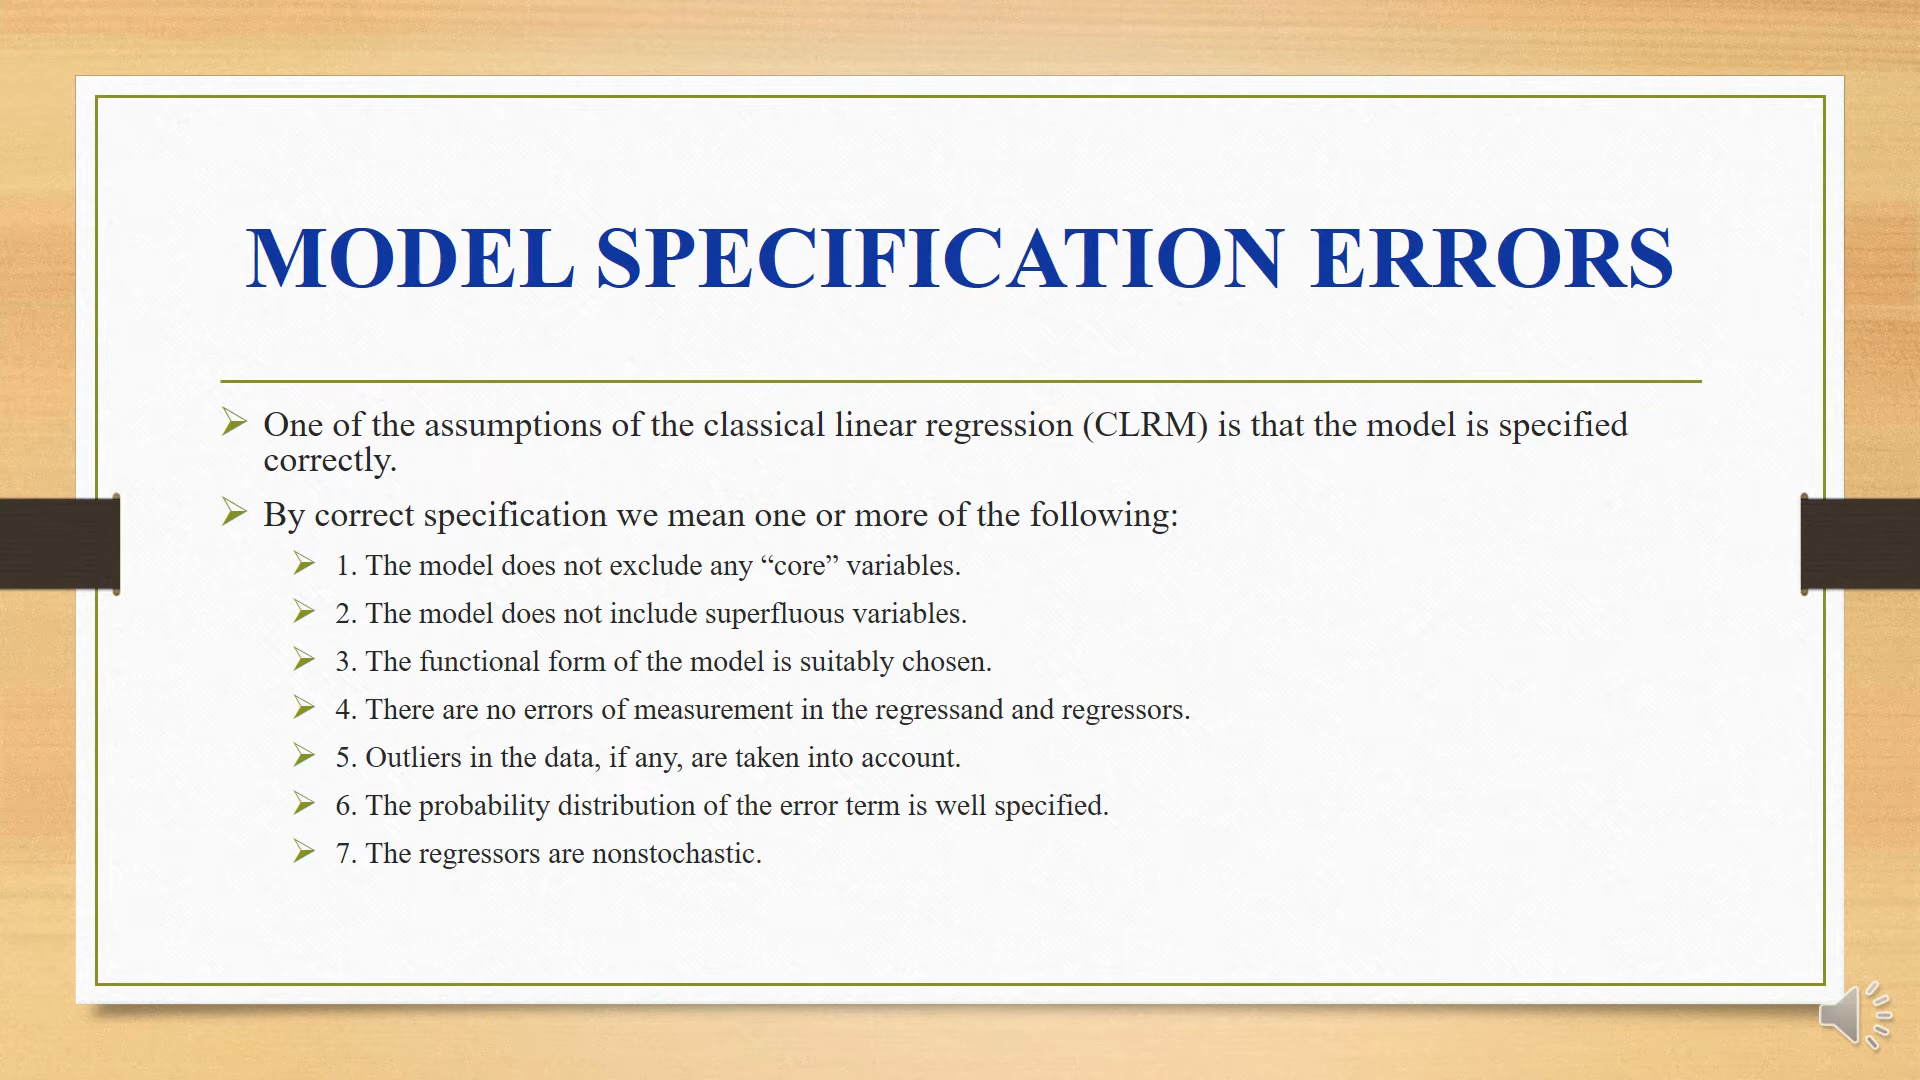 MODEL SPECIFICATION ERRORS
One of the assumptions of the classical linear regression (CLRM) is that the model is specified
correctly.
By correct specification we mean one or more of the following:
1. The model does not exclude any “core” variables.
2. The model does not include superfluous variables.
3. The functional form of the model is suitably chosen.
4. There are no errors of measurement in the regressand and regressors.
5. Outliers in the data, if any, are taken into account.
6. The probability distribution of the error term is well specified.
7. The regressors are nonstochastic.